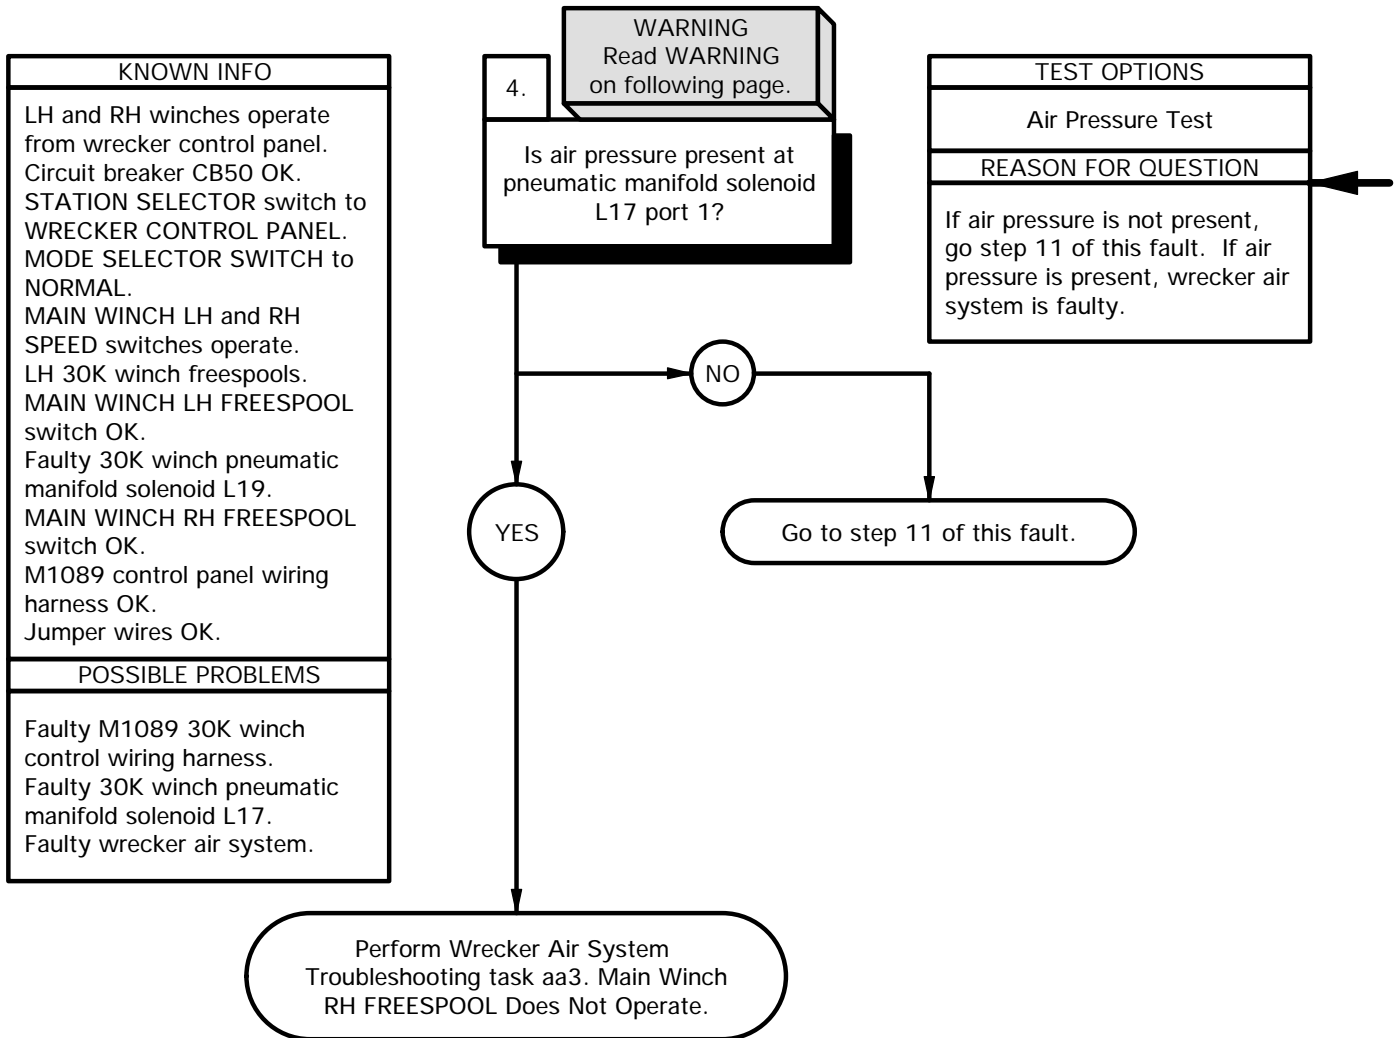 KNOWN INFO
LH and RH winches operate
from wrecker control panel.
Circuit breaker CB50 OK.
STATION SELECTOR switch to
WRECKER CONTROL PANEL.
MODE SELECTOR SWITCH to
NORMAL.
MAIN WINCH LH and RH
SPEED switches operate.
LH 30K winch freespools.
MAIN WINCH LH FREESPOOL
switch OK.
Faulty 30K winch pneumatic
manifold solenoid L19.
MAIN WINCH RH FREESPOOL
switch OK.
M1089 control panel wiring
harness OK.
Jumper wires OK.
POSSIBLE PROBLEMS
Faulty M1089 30K winch
control wiring harness.
Faulty 30K winch pneumatic
manifold solenoid L17.
Faulty wrecker air system.
WARNING
Read WARNING
on following page.
4.
Is air pressure present at
pneumatic manifold solenoid
L17 port 1?
TEST OPTIONS
Air Pressure Test
REASON FOR QUESTION
If air pressure is not present,
go step 11 of this fault. If air
pressure is present, wrecker air
system is faulty.
NO
YES
Go to step 11 of this fault.
Perform Wrecker Air System
Troubleshooting task aa3. Main Winch
RH FREESPOOL Does Not Operate.